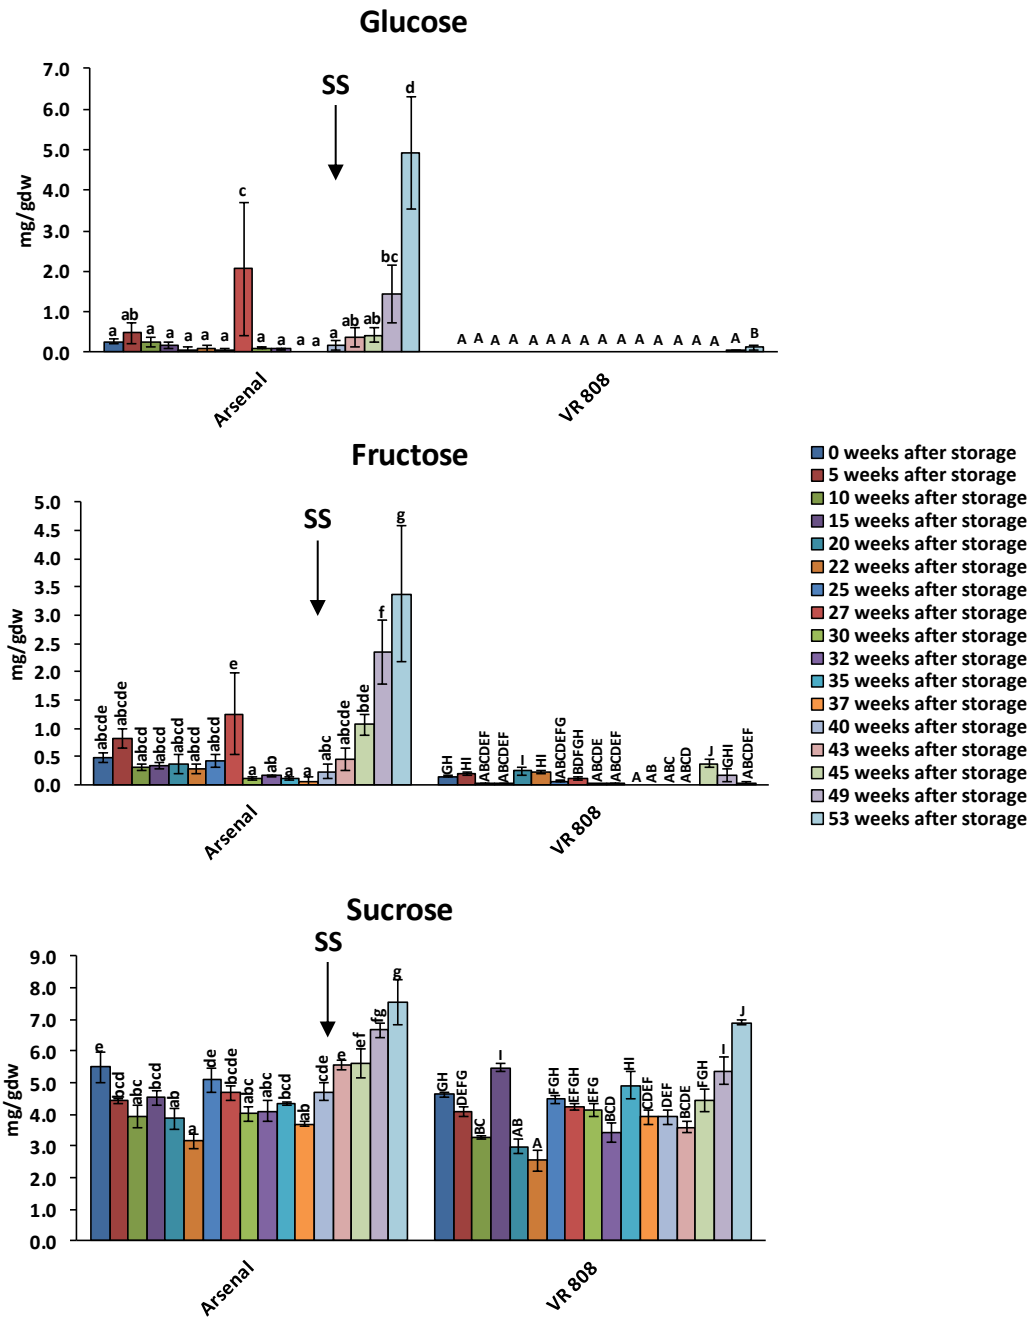 Glucose
7.0
6.0
5.0
4.0
3.0
2.0
1.0
0.0
mg/gdw
SS
a ab a a a a a c a a a a a ab ab bc d
A A A A A A A A A A A A A A A A B
Arsenal
VR 808
Fructose
5.0
4.5
4.0
3.5
3.0
2.5
2.0
1.5
1.0
0.5
0.0
mg/gdw
SS
abcde abcde abcd abcd abcd abcd abcd e a ab a a abc abcde bde f g
GH HI ABCDEF ABCDEF I HI ABCDEFG BDFGH ABCDE ABCDEF A AB ABC ABCD GHI ABCDEF
Arsenal
VR 808
0 weeks after storage
5 weeks after storage
10 weeks after storage
15 weeks after storage
20 weeks after storage
22 weeks after storage
25 weeks after storage
27 weeks after storage
30 weeks after storage
32 weeks after storage
35 weeks after storage
37 weeks after storage
40 weeks after storage
43 weeks after storage
45 weeks after storage
49 weeks after storage
53 weeks after storage
Sucrose
9.0
8.0
7.0
6.0
5.0
4.0
3.0
2.0
1.0
0.0
mg/gdw
SS
e bcd abc bcd ab a de bcde abc abc bcd ab cde e ef fg g
GH DEFG BC I AB A FGH EFGH EFG BCD HI CDEF DEF BCDE FGH I J
Arsenal
VR 808